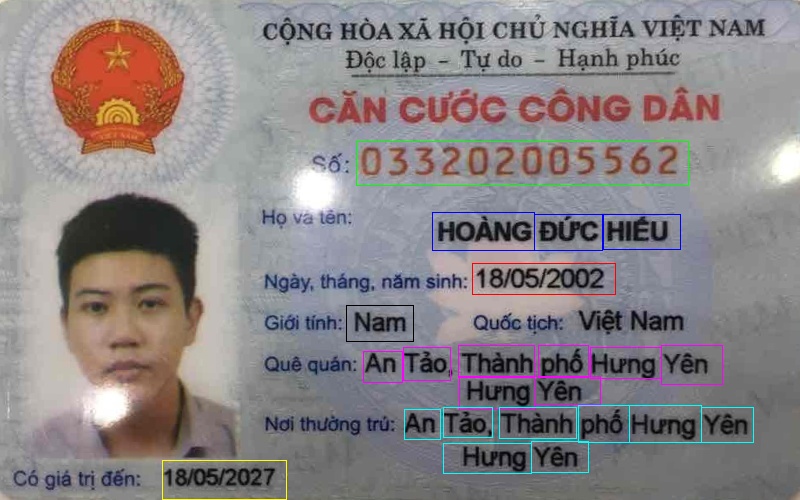 CỘNG HÒA XÃ HỘI CHỦ NGHĨA VIỆT NAM
Độc lập - Tự do - Hạnh phúc
CĂN CƯỚC CÔNG DÂN
Số: 033202005562
Họ và tên: HOÀNG ĐỨC HIẾU
Ngày, tháng, năm sinh: 18/05/2002
Giới tính: Nam Quốc tịch: Việt Nam
Quê quán: An Tảo, Thành phố Hưng Yên
Hưng Yên
Nơi thường trú: An Tảo, Thành phố Hưng Yên
Hưng Yên
Có giá trị đến: 18/05/2027